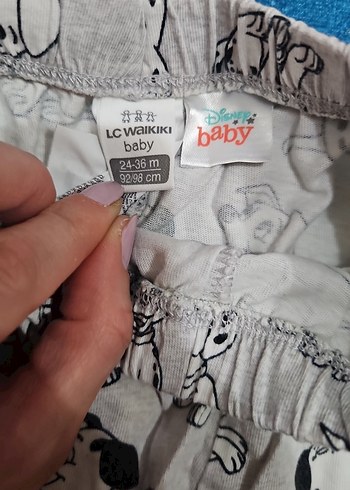 LC WAIKIKI
baby
24-36 m
92/98 cm
Disney
baby